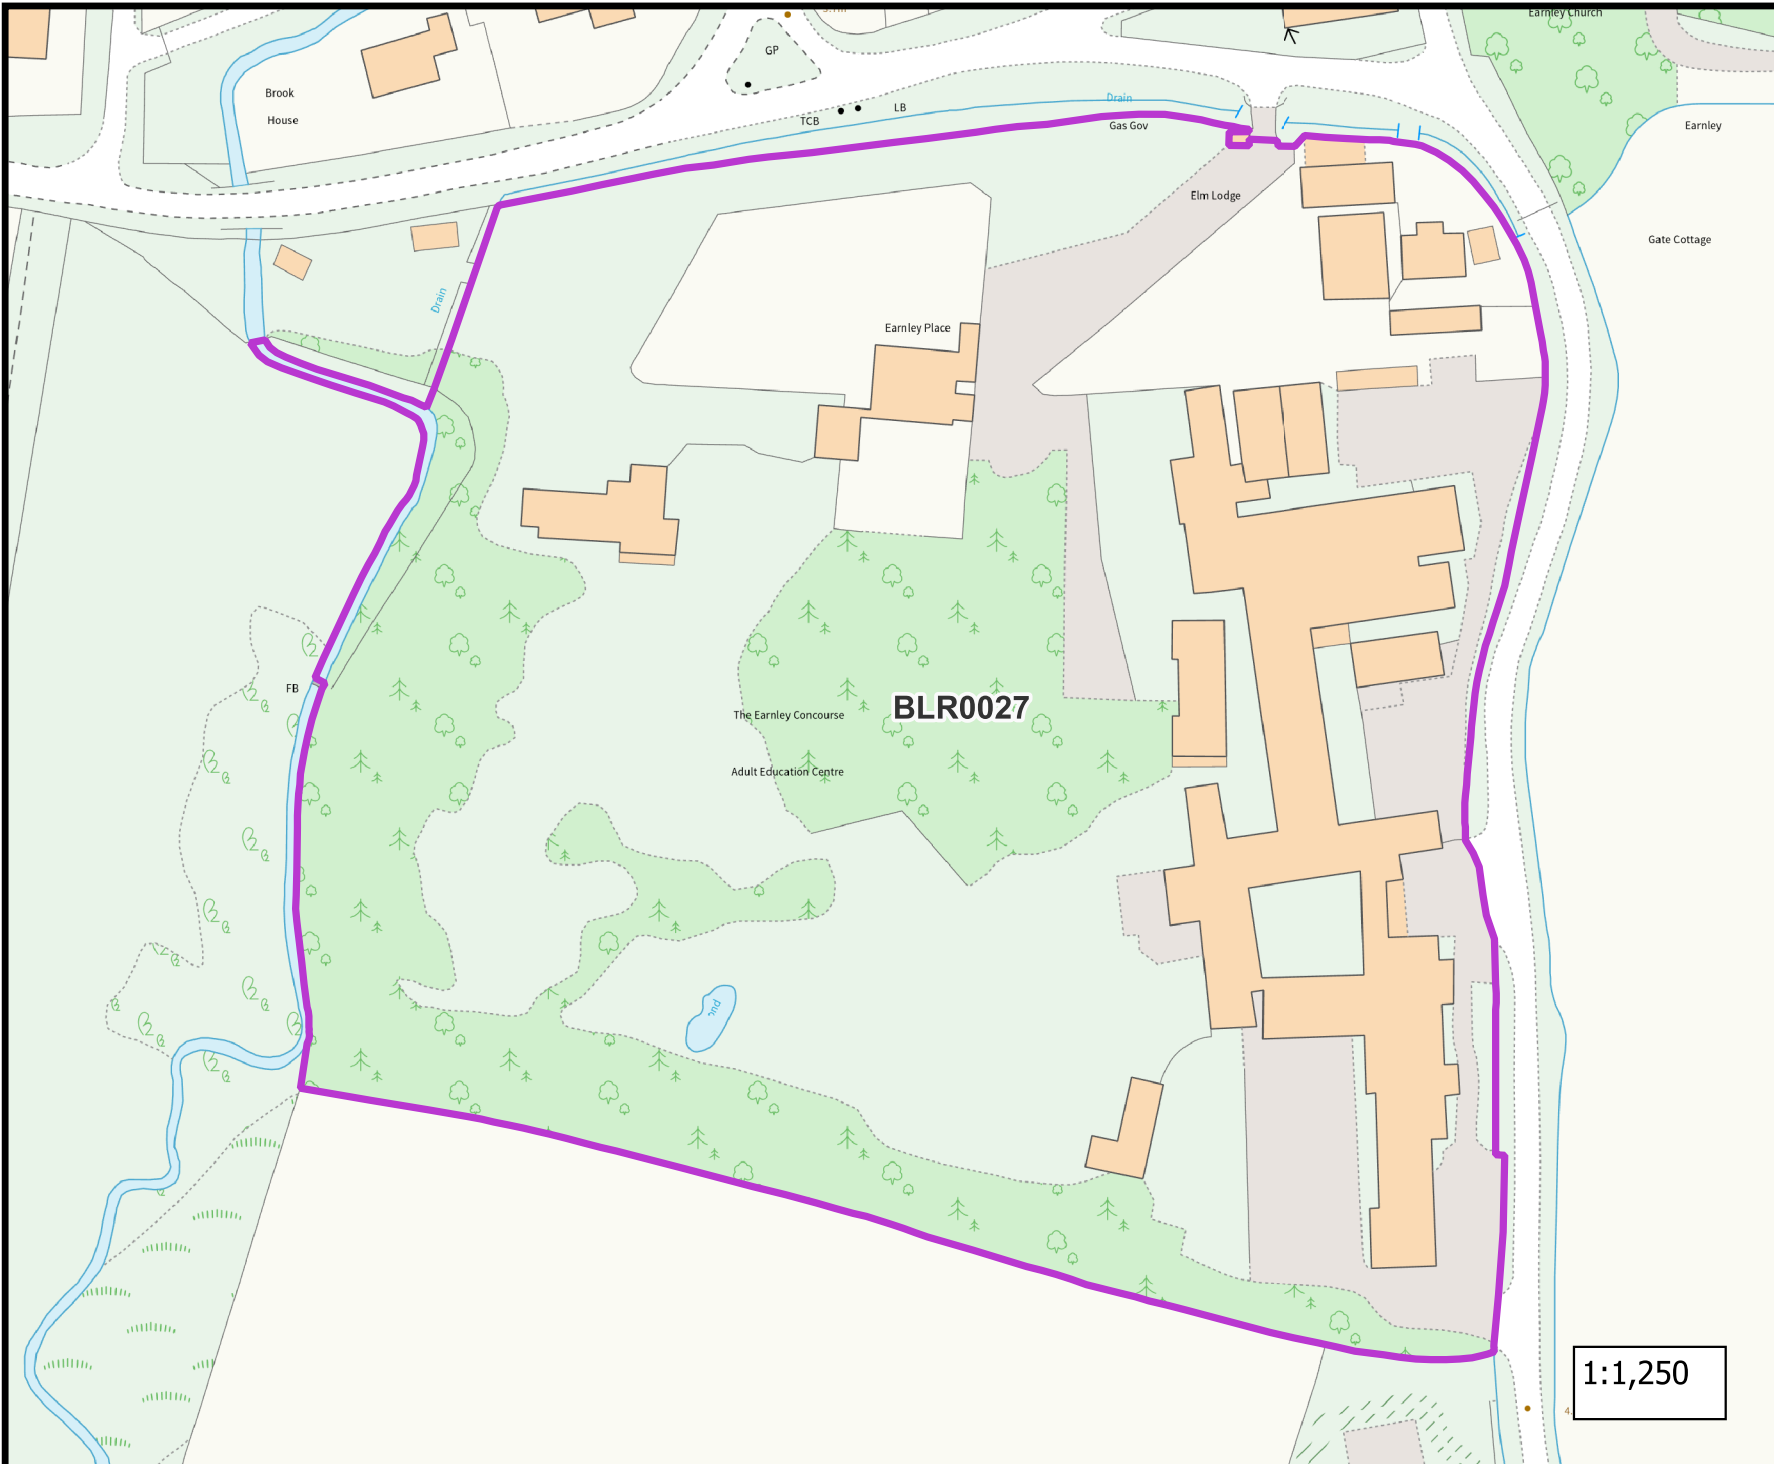 Earnley Church
GP
Brook
House
LB
TCB
Drain
Gas Gov
Earnley
Elm Lodge
Gate Cottage
Drain
Earnley Place
FB
BLR0027
The Earnley Concourse
Adult Education Centre
1:1,250